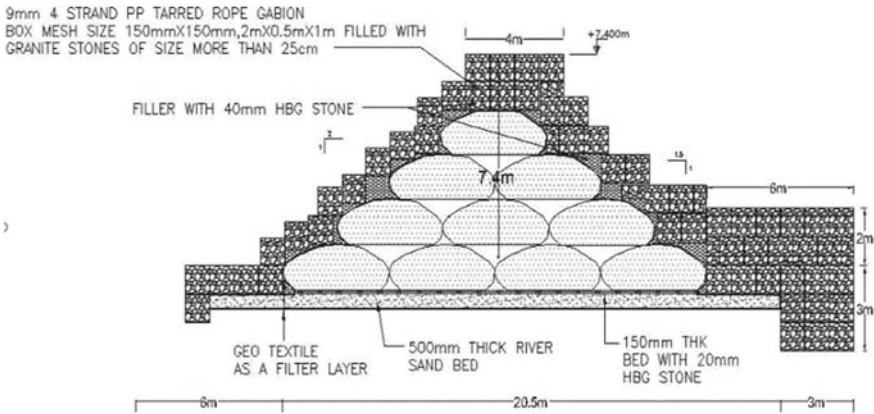 9mm 4 STRAND PP TARRED ROPE GABION
BOX MESH SIZE 150mmX150mm,2mX0.5mX1m FILLED WITH
GRANITE STONES OF SIZE MORE THAN 25cm
4m
+7,400m
FILLER WITH 40mm HBG STONE
2
1
1.5
1
7.4m
6m
2m
3m
GEO TEXTILE
AS A FILTER LAYER
500mm THICK RIVER
SAND BED
150mm THK
BED WITH 20mm
HBG STONE
6m
20.5m
3m